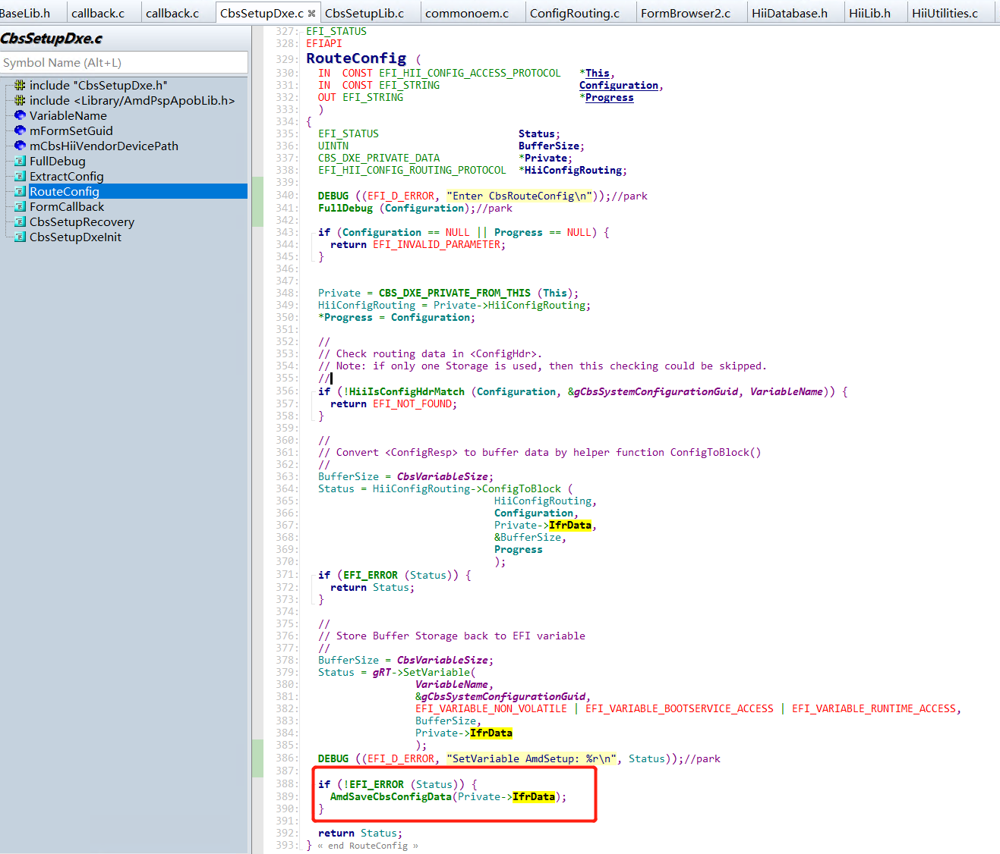 BaseLib.h callback.c callback.c CbsSetupDxe.c CbsSetupLib.c commonoem.c ConfigRouting.c FormBrowser2.c HiiDatabase.h HiiLib.h HiiUtilities.c
CbsSetupDxe.c
Symbol Name (Alt+L)
include "CbsSetupDxe.h"
include <Library/AmdPspApobLib.h>
VariableName
mFormSetGuid
mCbsHiiVendorDevicePath
FullDebug
ExtractConfig
RouteConfig
FormCallback
CbsSetupRecovery
CbsSetupDxeInit
327: EFI_STATUS
328: EFIAPI
329: RouteConfig (
330:   IN  CONST EFI_HII_CONFIG_ACCESS_PROTOCOL   *This,
331:   IN  CONST EFI_STRING                       Configuration,
332:   OUT EFI_STRING                             *Progress
333:   )
334: {
335:   EFI_STATUS                       Status;
336:   UINTN                            BufferSize;
337:   CBS_DXE_PRIVATE_DATA             *Private;
338:   EFI_HII_CONFIG_ROUTING_PROTOCOL  *HiiConfigRouting;
339:
340:   DEBUG ((EFI_D_ERROR, "Enter CbsRouteConfig\n"));//park
341:   FullDebug (Configuration);//park
342:
343:   if (Configuration == NULL || Progress == NULL) {
344:     return EFI_INVALID_PARAMETER;
345:   }
346:
347:
348:   Private = CBS_DXE_PRIVATE_FROM_THIS (This);
349:   HiiConfigRouting = Private->HiiConfigRouting;
350:   *Progress = Configuration;
351:
352:   //
353:   // Check routing data in <ConfigHdr>.
354:   // Note: if only one Storage is used, then this checking could be skipped.
355:   //
356:   if (!HiiIsConfigHdrMatch (Configuration, &gCbsSystemConfigurationGuid, VariableName)) {
357:     return EFI_NOT_FOUND;
358:   }
359:
360:   //
361:   // Convert <ConfigResp> to buffer data by helper function ConfigToBlock()
362:   //
363:   BufferSize = CbsVariableSize;
364:   Status = HiiConfigRouting->ConfigToBlock (
365:                                HiiConfigRouting,
366:                                Configuration,
367:                                Private->IfrData,
368:                                &BufferSize,
369:                                Progress
370:                                );
371:   if (EFI_ERROR (Status)) {
372:     return Status;
373:   }
374:
375:   //
376:   // Store Buffer Storage back to EFI variable
377:   //
378:   BufferSize = CbsVariableSize;
379:   Status = gRT->SetVariable(
380:                   VariableName,
381:                   &gCbsSystemConfigurationGuid,
382:                   EFI_VARIABLE_NON_VOLATILE | EFI_VARIABLE_BOOTSERVICE_ACCESS | EFI_VARIABLE_RUNTIME_ACCESS,
383:                   BufferSize,
384:                   Private->IfrData
385:                   );
386:   DEBUG ((EFI_D_ERROR, "SetVariable AmdSetup: %r\n", Status));//park
387:
388:   if (!EFI_ERROR (Status)) {
389:     AmdSaveCbsConfigData(Private->IfrData);
390:   }
391:
392:   return Status;
393: } « end RouteConfig »